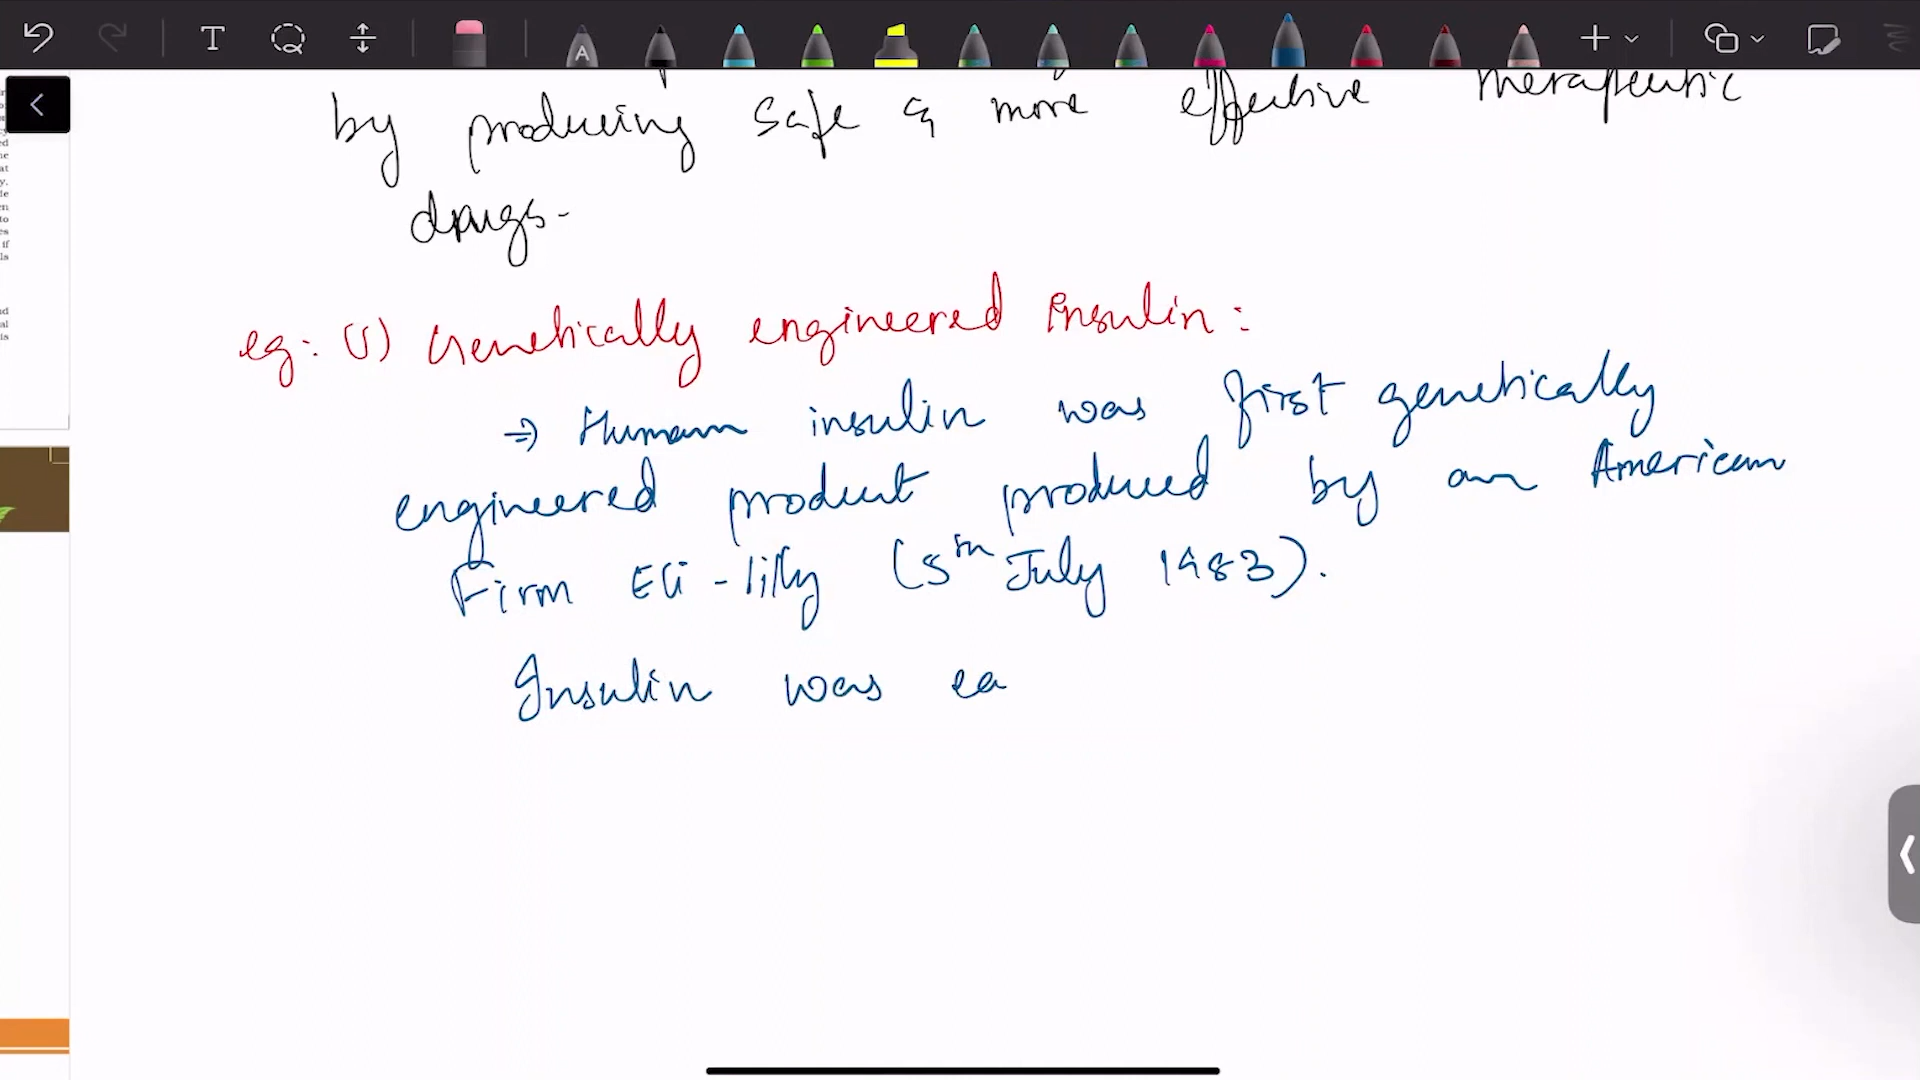 by producing safe & more effective therapeutic
drugs.
eg: (1) Genetically engineered Insulin:
⇒ Human insulin was first genetically
engineered product produced by an American
Firm Eli-lilly (5th July 1983).
Insulin was ea